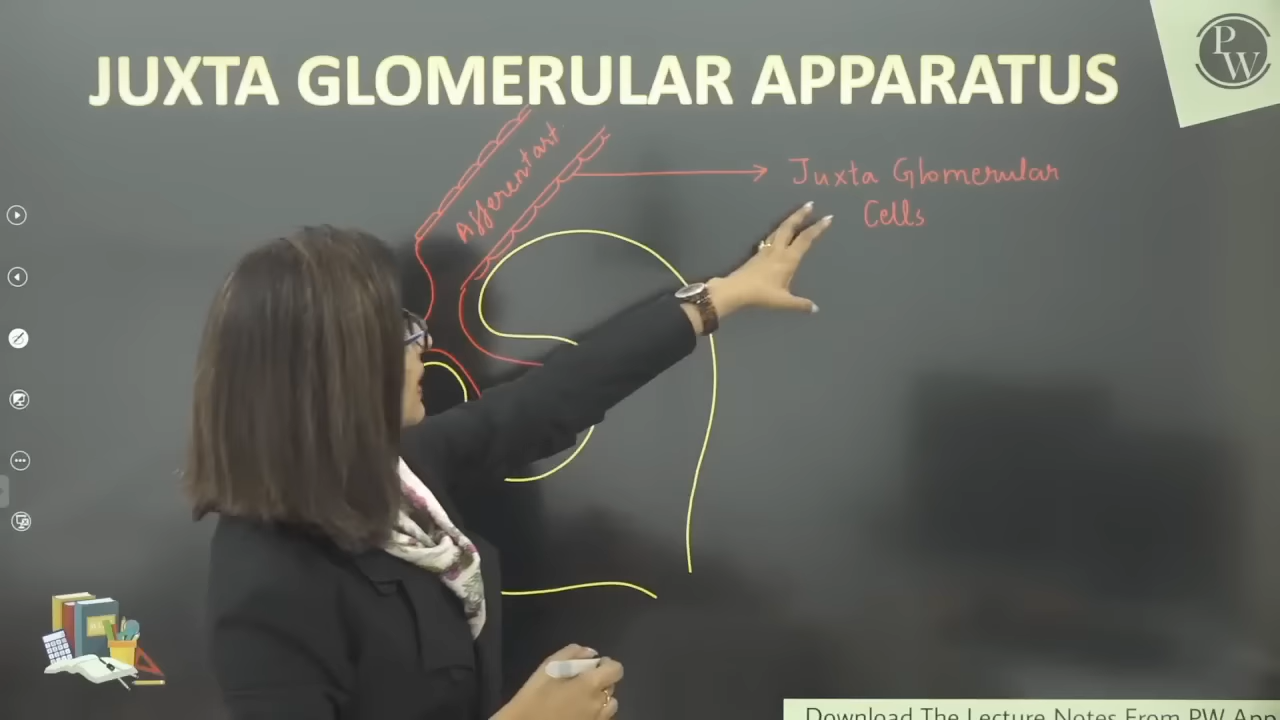 JUXTA GLOMERULAR APPARATUS
PW
Afferent art.
Juxta Glomerular
Cells
Download The Lecture Notes From PW App